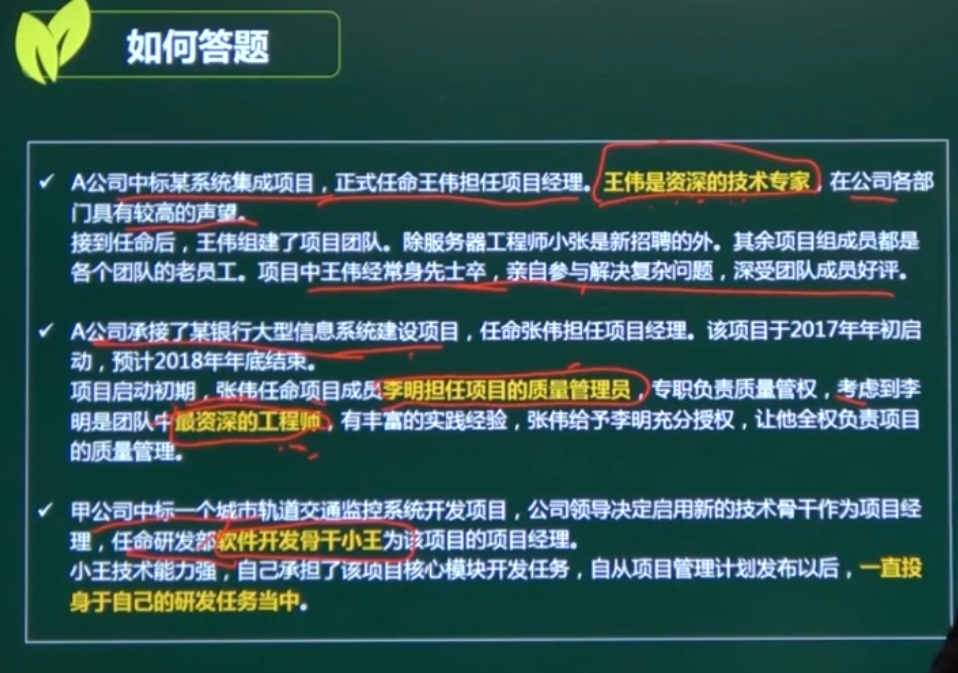 如何答题
✓ A公司中标某系统集成项目，正式任命王伟担任项目经理。王伟是资深的技术专家，在公司各部
门具有较高的声望。
接到任命后，王伟组建了项目团队。除服务器工程师小张是新招聘的外。其余项目组成员都是
各个团队的老员工。项目中王伟经常身先士卒，亲自参与解决复杂问题，深受团队成员好评。
✓ A公司承接了某银行大型信息系统建设项目，任命张伟担任项目经理。该项目于2017年年初启
动，预计2018年年底结束。
项目启动初期，张伟任命项目成员李明担任项目的质量管理员，专职负责质量管权，考虑到李
明是团队中最资深的工程师，有丰富的实践经验，张伟给予李明充分授权，让他全权负责项目
的质量管理。
✓ 甲公司中标一个城市轨道交通监控系统开发项目，公司领导决定启用新的技术骨干作为项目经
理，任命研发部软件开发骨干小王为该项目的项目经理。
小王技术能力强，自己承担了该项目核心模块开发任务，自从项目管理计划发布以后，一直投
身于自己的研发任务当中。